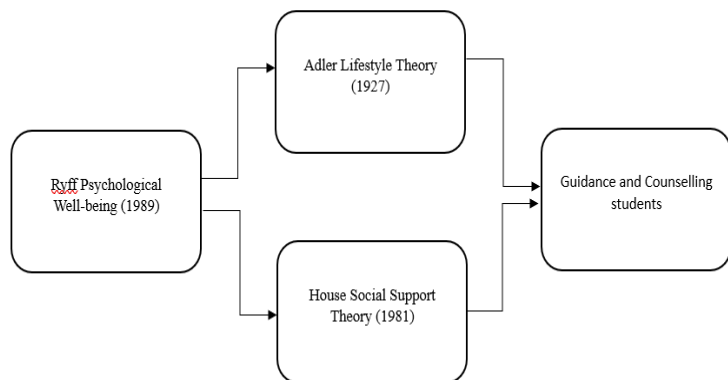 Adler Lifestyle Theory
(1927)
Ryff Psychological
Well-being (1989)
Guidance and Counselling
students
House Social Support
Theory (1981)